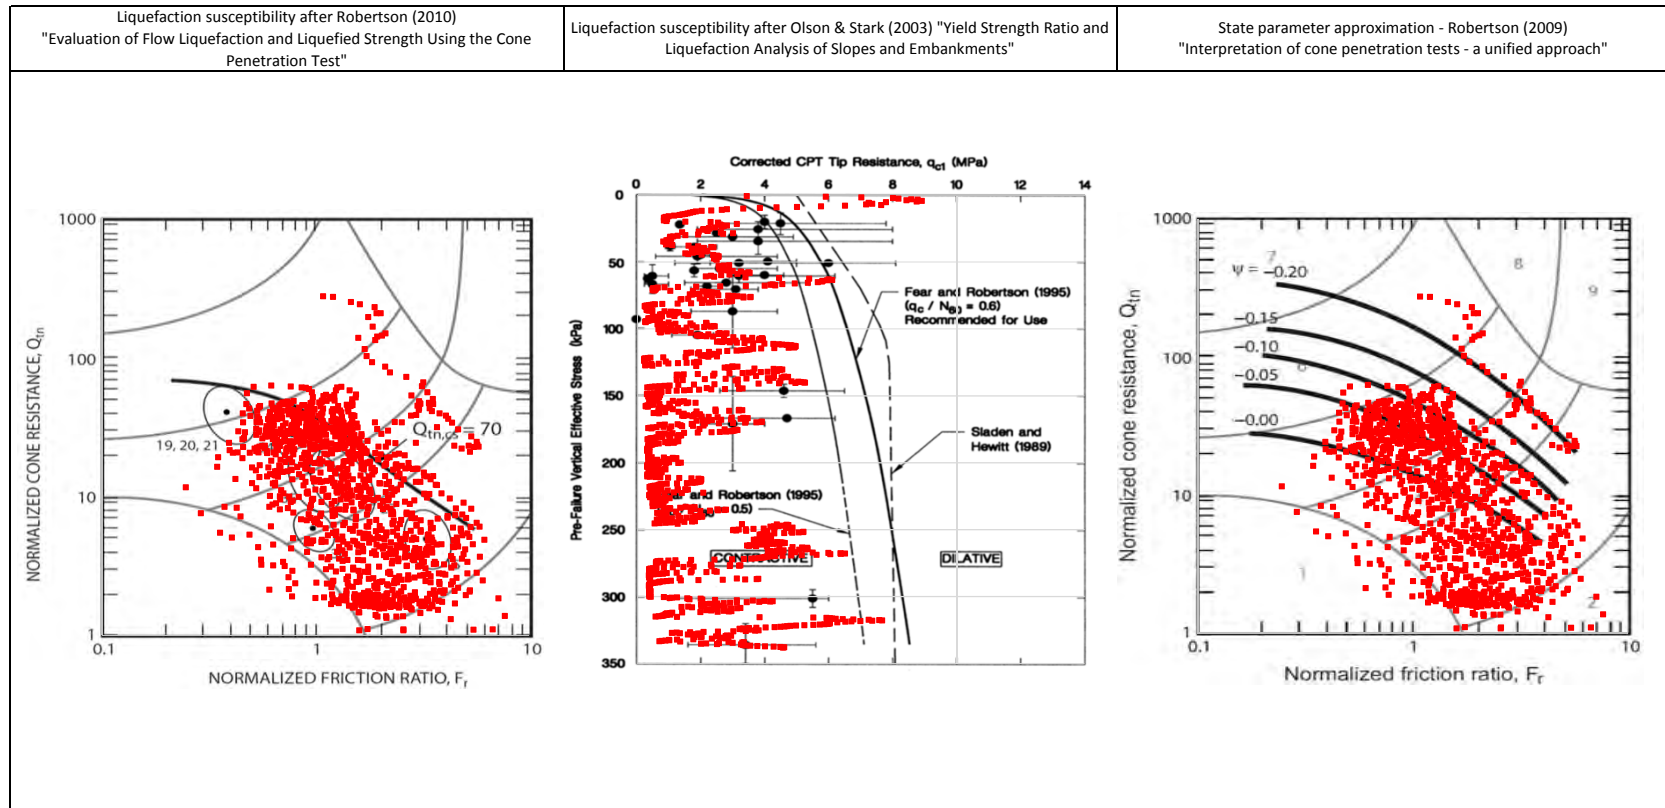 Liquefaction susceptibility after Robertson (2010)
"Evaluation of Flow Liquefaction and Liquefied Strength Using the Cone
Penetration Test"
Liquefaction susceptibility after Olson & Stark (2003) "Yield Strength Ratio and
Liquefaction Analysis of Slopes and Embankments"
State parameter approximation - Robertson (2009)
"Interpretation of cone penetration tests - a unified approach"
NORMALIZED CONE RESISTANCE, Qtn
1000
100
10
1
0.1
1
10
19, 20, 21
Qtn,cs = 70
NORMALIZED FRICTION RATIO, Fr
Corrected CPT Tip Resistance, qc1 (MPa)
0
2
4
6
8
10
12
14
Pre-Failure Vertical Effective Stress (kPa)
0
50
100
150
200
250
300
350
Fear and Robertson (1995)
(qc / N60 = 0.6)
Recommended for Use
Sladen and
Hewitt (1989)
and Robertson (1995)
0.5)
DILATIVE
Normalized cone resistance, Qtn
1000
100
10
1
0.1
1
10
ψ = -0.20
-0.15
-0.10
-0.05
-0.00
7
8
9
6
1
2
Normalized friction ratio, Fr